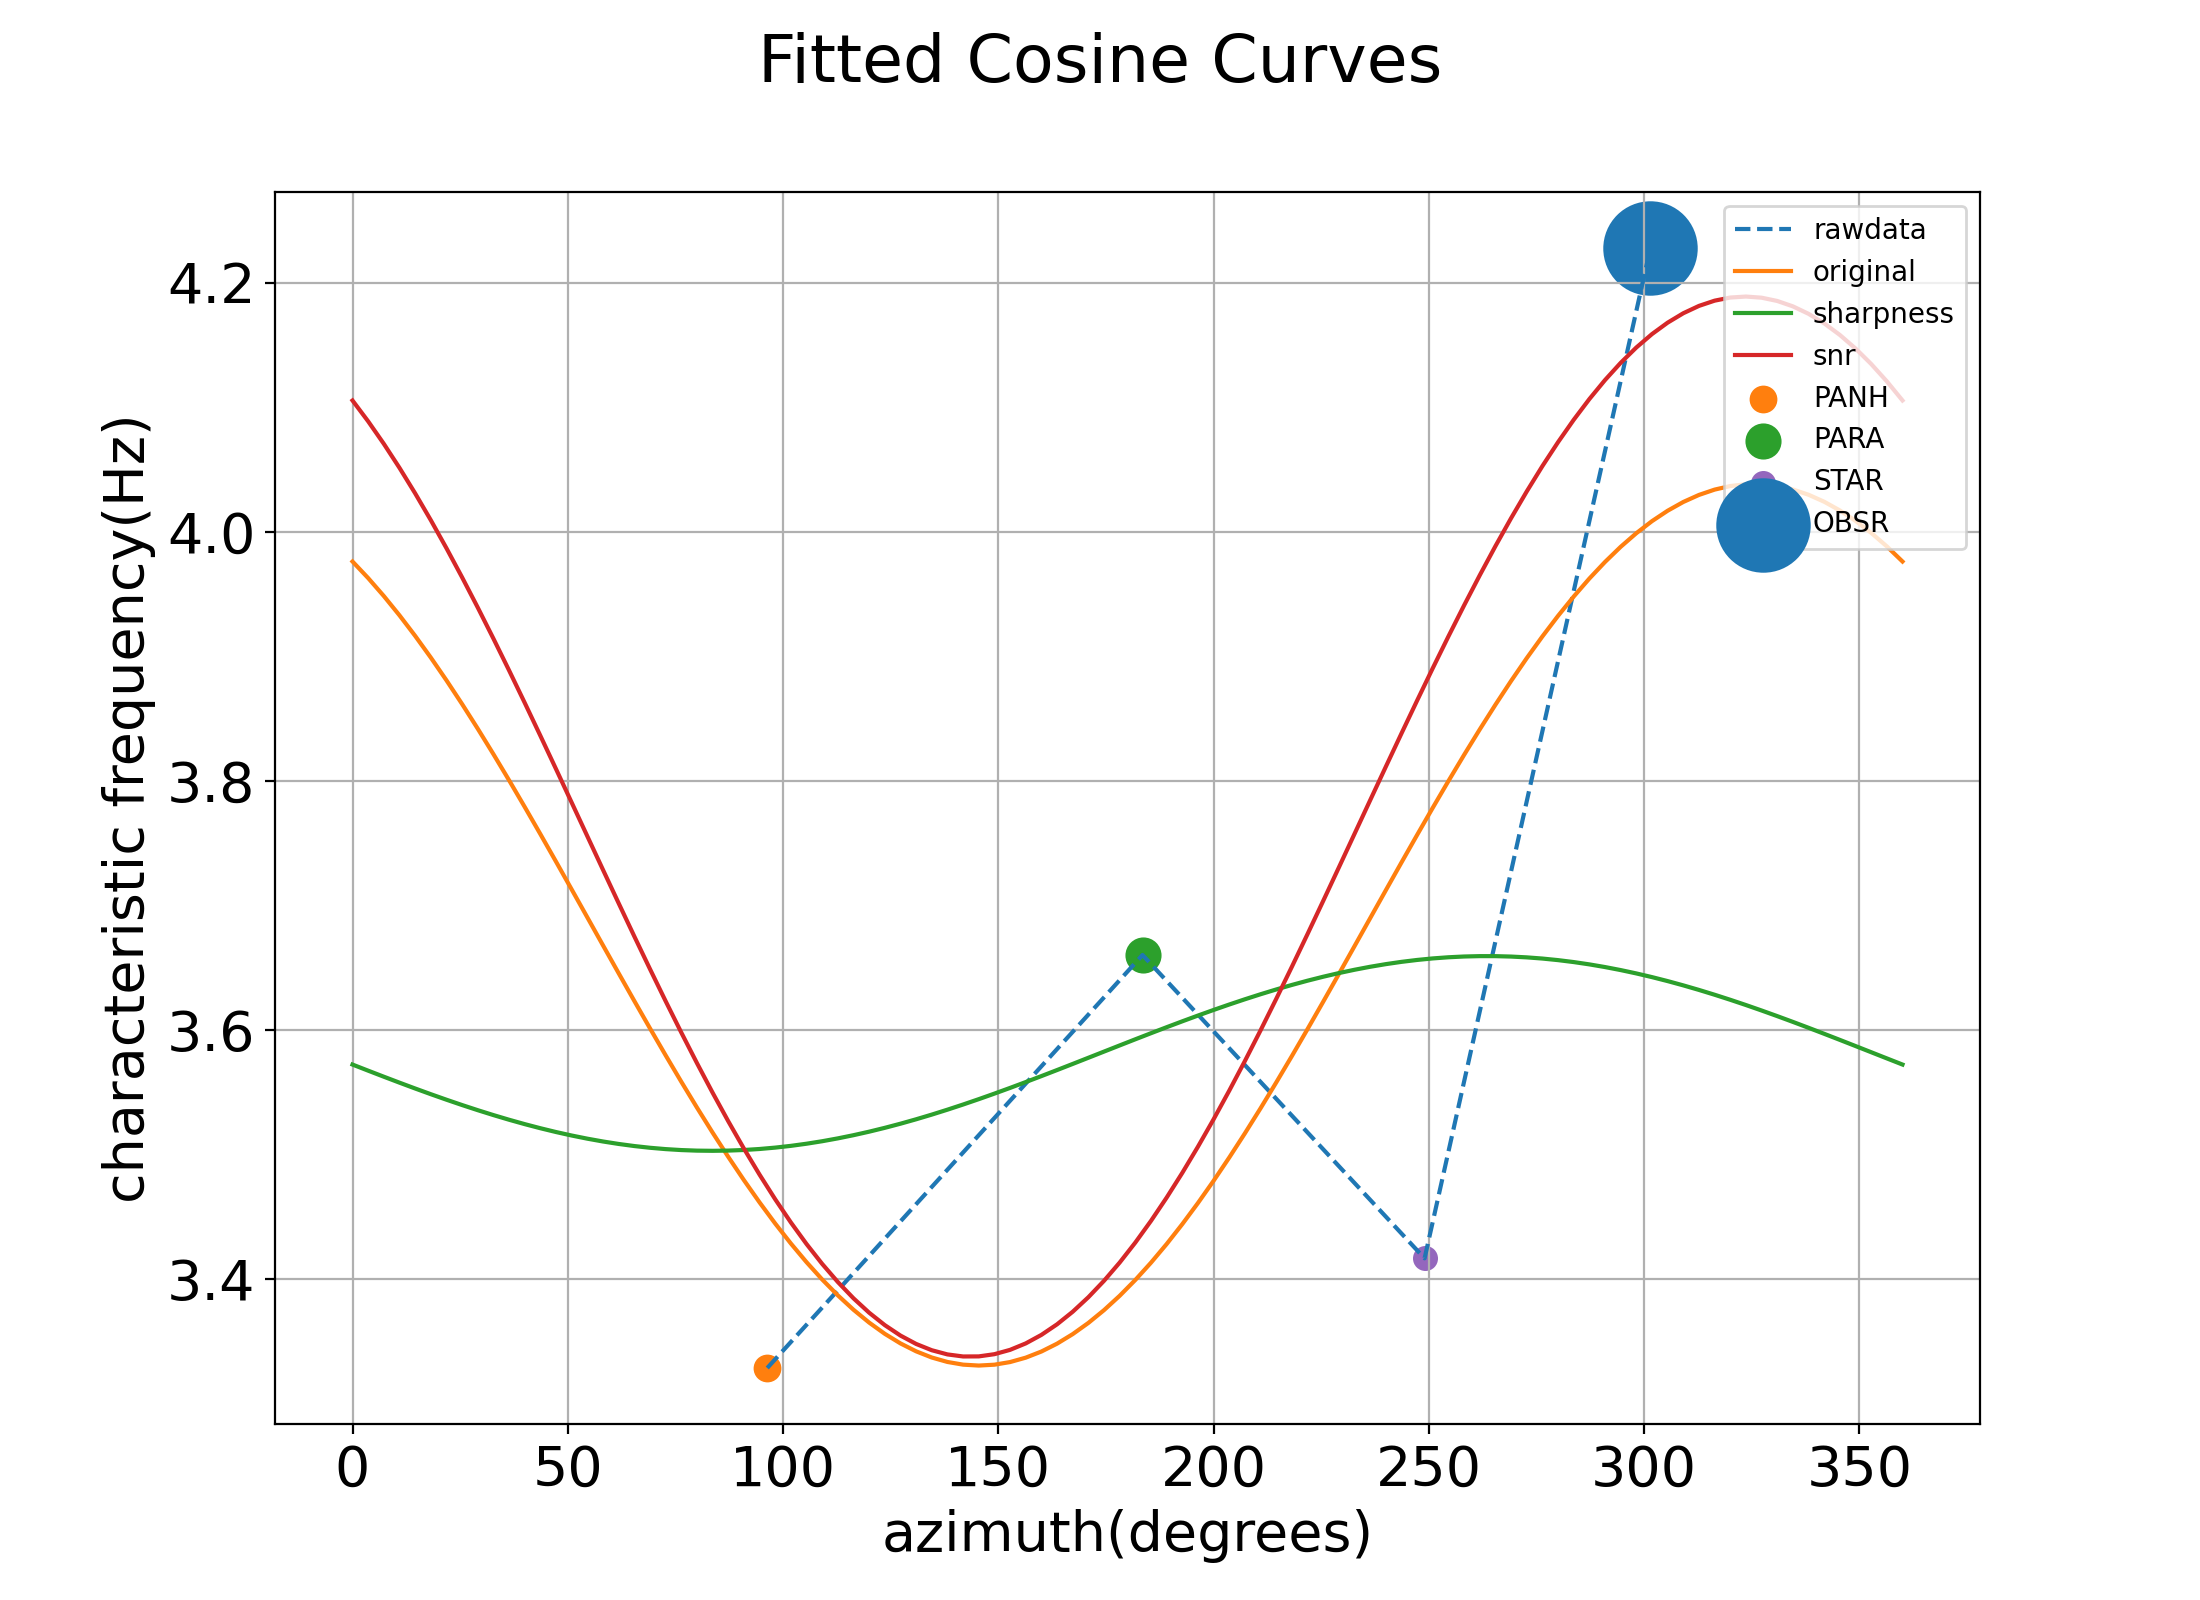 Fitted Cosine Curves
characteristic frequency(Hz)
4.2
4.0
3.8
3.6
3.4
rawdata
original
sharpness
snr
PANH
PARA
STAR
OBSR
0 50 100 150 200 250 300 350
azimuth(degrees)